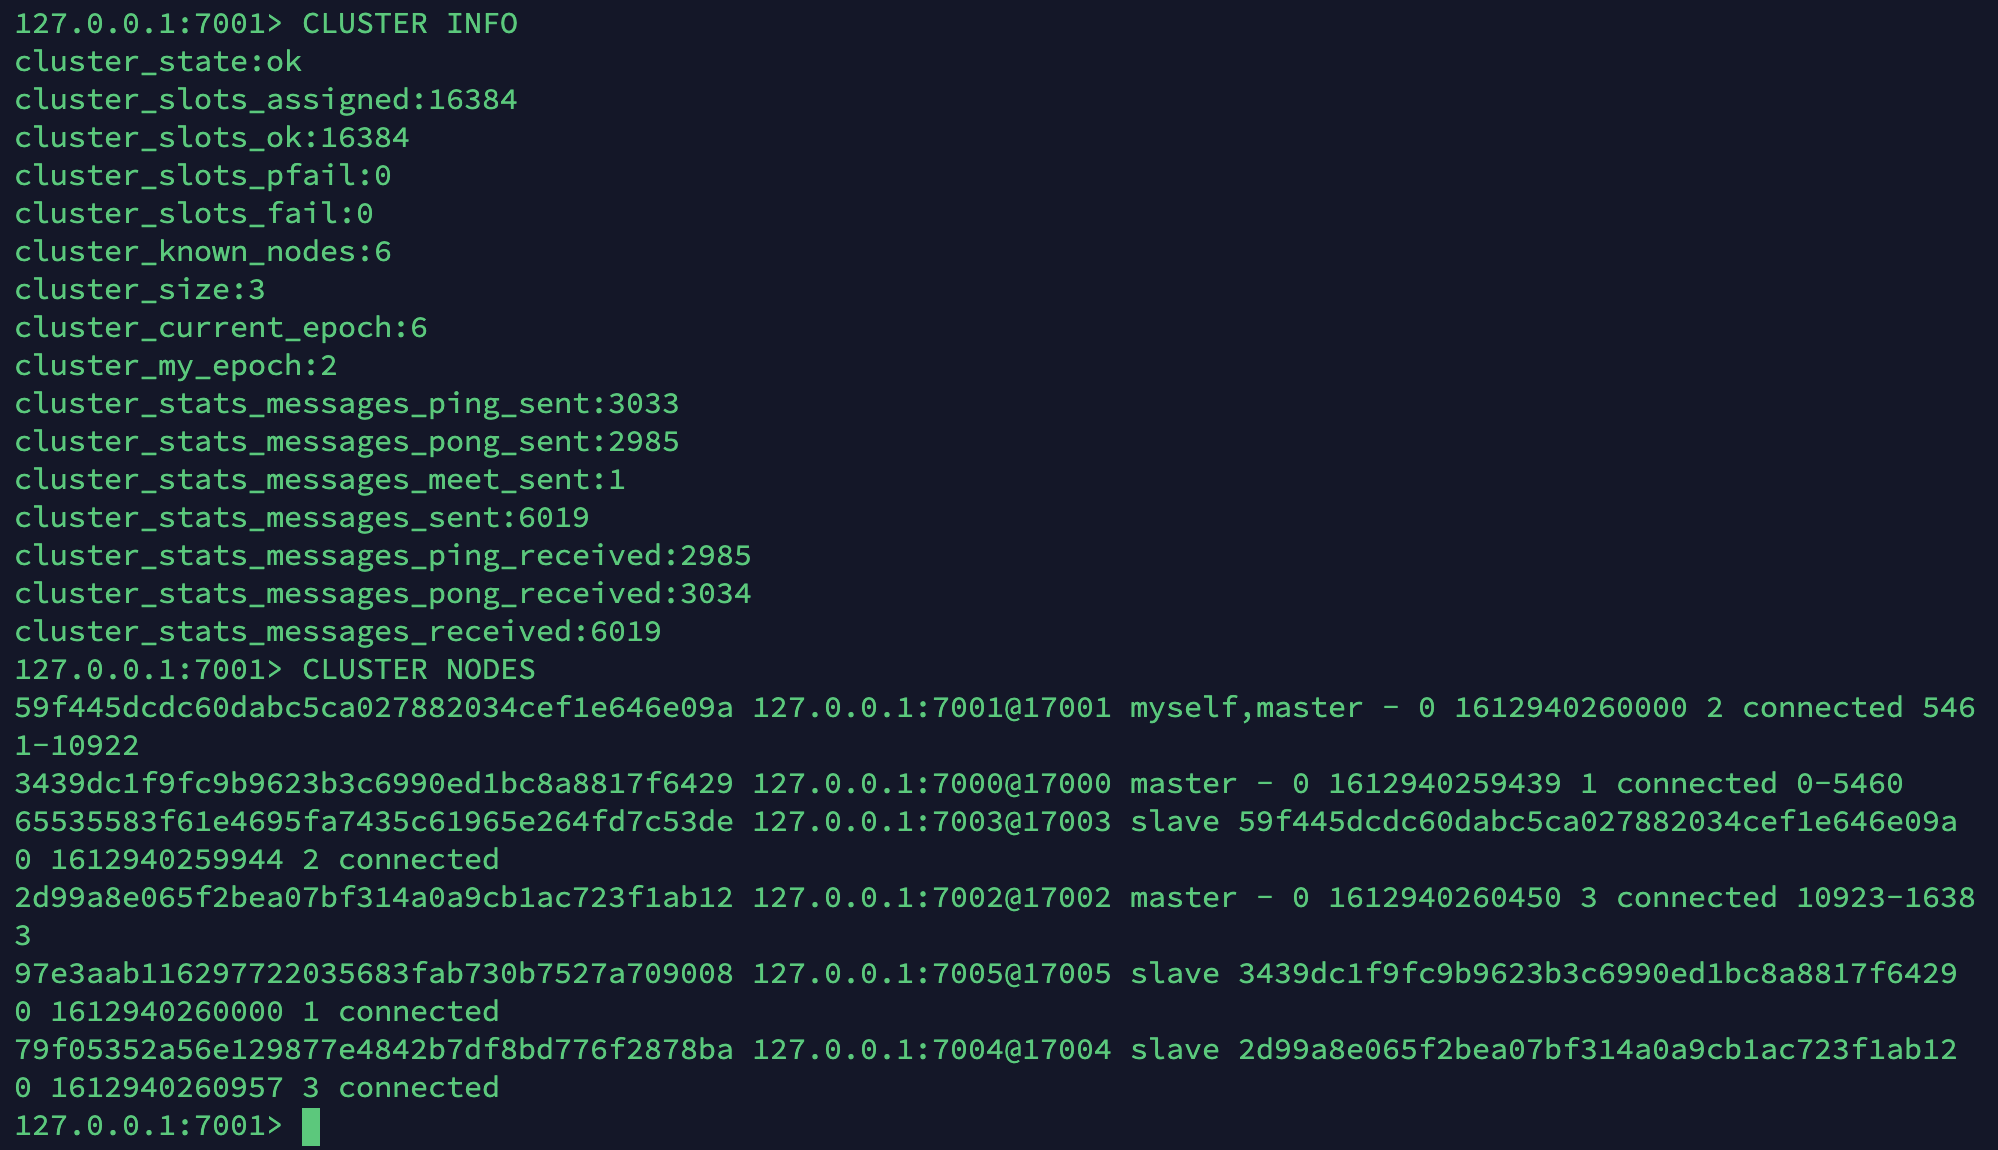 127.0.0.1:7001> CLUSTER INFO
cluster_state:ok
cluster_slots_assigned:16384
cluster_slots_ok:16384
cluster_slots_pfail:0
cluster_slots_fail:0
cluster_known_nodes:6
cluster_size:3
cluster_current_epoch:6
cluster_my_epoch:2
cluster_stats_messages_ping_sent:3033
cluster_stats_messages_pong_sent:2985
cluster_stats_messages_meet_sent:1
cluster_stats_messages_sent:6019
cluster_stats_messages_ping_received:2985
cluster_stats_messages_pong_received:3034
cluster_stats_messages_received:6019
127.0.0.1:7001> CLUSTER NODES
59f445dcdc60dabc5ca027882034cef1e646e09a 127.0.0.1:7001@17001 myself,master - 0 1612940260000 2 connected 546
1-10922
3439dc1f9fc9b9623b3c6990ed1bc8a8817f6429 127.0.0.1:7000@17000 master - 0 1612940259439 1 connected 0-5460
65535583f61e4695fa7435c61965e264fd7c53de 127.0.0.1:7003@17003 slave 59f445dcdc60dabc5ca027882034cef1e646e09a
0 1612940259944 2 connected
2d99a8e065f2bea07bf314a0a9cb1ac723f1ab12 127.0.0.1:7002@17002 master - 0 1612940260450 3 connected 10923-1638
3
97e3aab116297722035683fab730b7527a709008 127.0.0.1:7005@17005 slave 3439dc1f9fc9b9623b3c6990ed1bc8a8817f6429
0 1612940260000 1 connected
79f05352a56e129877e4842b7df8bd776f2878ba 127.0.0.1:7004@17004 slave 2d99a8e065f2bea07bf314a0a9cb1ac723f1ab12
0 1612940260957 3 connected
127.0.0.1:7001>